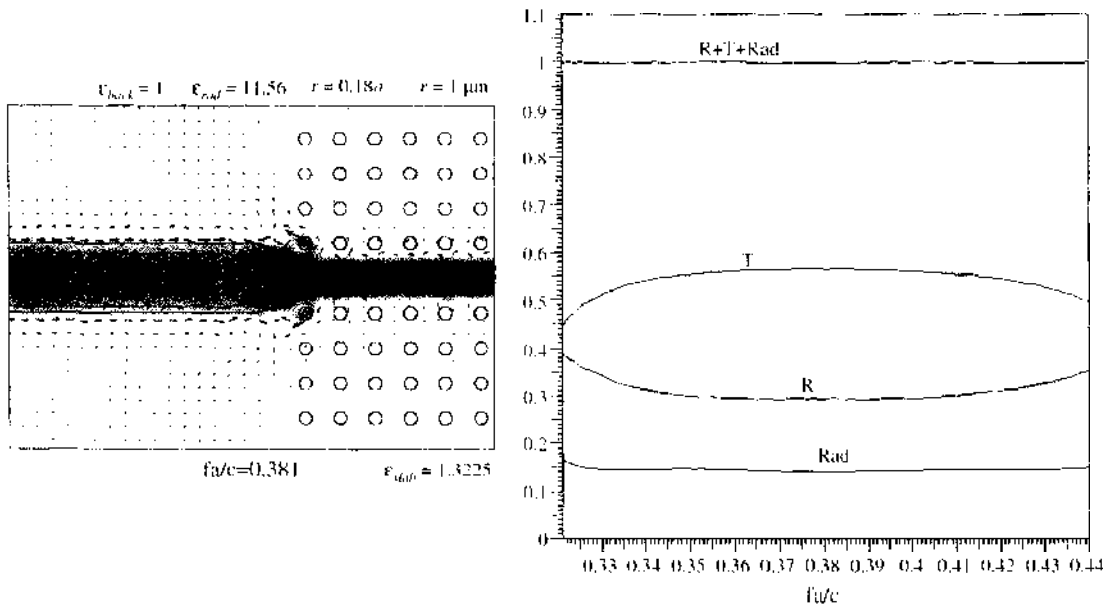 ε_back = 1 ε_rod = 11.56 r = 0.18a r = 1 μm
fa/c=0.381 ε_slab = 1.3225
1.1
R+T+Rad
1
0.9
0.8
0.7
0.6
T
0.5
0.4
R
0.3
0.2
Rad
0.1
0
0.33 0.34 0.35 0.36 0.37 0.38 0.39 0.4 0.41 0.42 0.43 0.44
fa/c